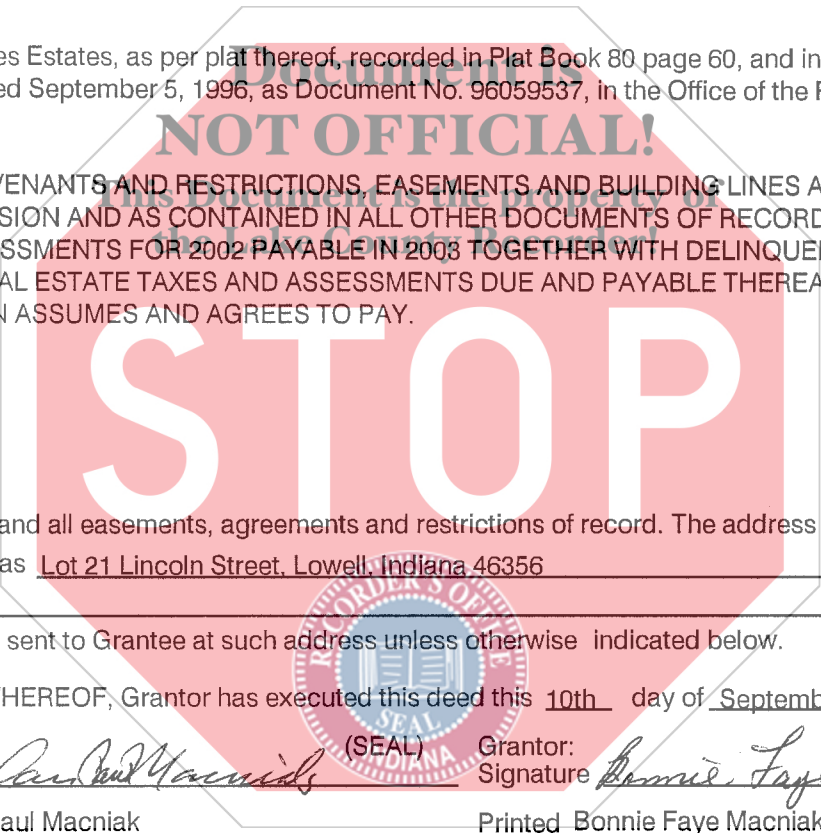 es Estates, as per plat thereof, recorded in Plat Book 80 page 60, and in
Document is
ed September 5, 1996, as Document No. 96059537, in the Office of the
NOT OFFICIAL!
VENANTS AND RESTRICTIONS, EASEMENTS AND BUILDING LINES A
This Document is the property of
SION AND AS CONTAINED IN ALL OTHER DOCUMENTS OF RECORD
the Lake County Recorder!
SSMENTS FOR 2002 PAYABLE IN 2003 TOGETHER WITH DELINQUE
AL ESTATE TAXES AND ASSESSMENTS DUE AND PAYABLE THEREA
N ASSUMES AND AGREES TO PAY.
STOP
and all easements, agreements and restrictions of record. The address
as Lot 21 Lincoln Street, Lowell, Indiana 46356
RECORDER'S OFFICE
sent to Grantee at such address unless otherwise indicated below.
HEREOF, Grantor has executed this deed this 10th day of Septemb
SEAL
INDIANA
(SEAL) Grantor:
Paul Macniak Signature Bonnie Faye
aul Macniak Printed Bonnie Faye Macniak